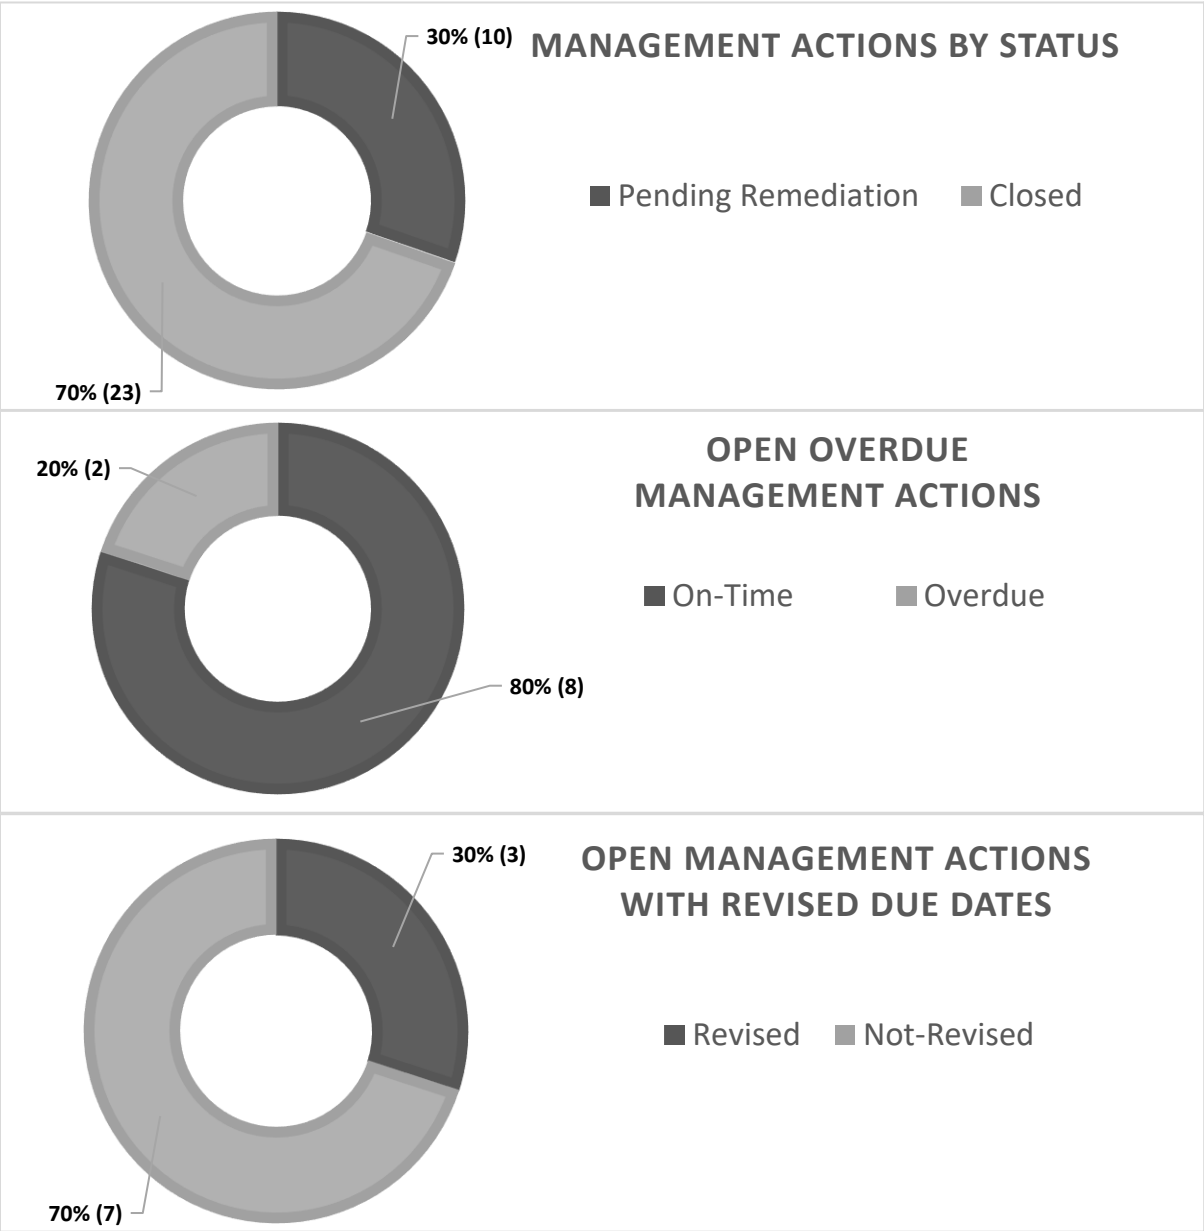 30% (10)
MANAGEMENT ACTIONS BY STATUS
Pending Remediation
Closed
70% (23)
OPEN OVERDUE
MANAGEMENT ACTIONS
20% (2)
On-Time
Overdue
80% (8)
30% (3)
OPEN MANAGEMENT ACTIONS
WITH REVISED DUE DATES
Revised
Not-Revised
70% (7)